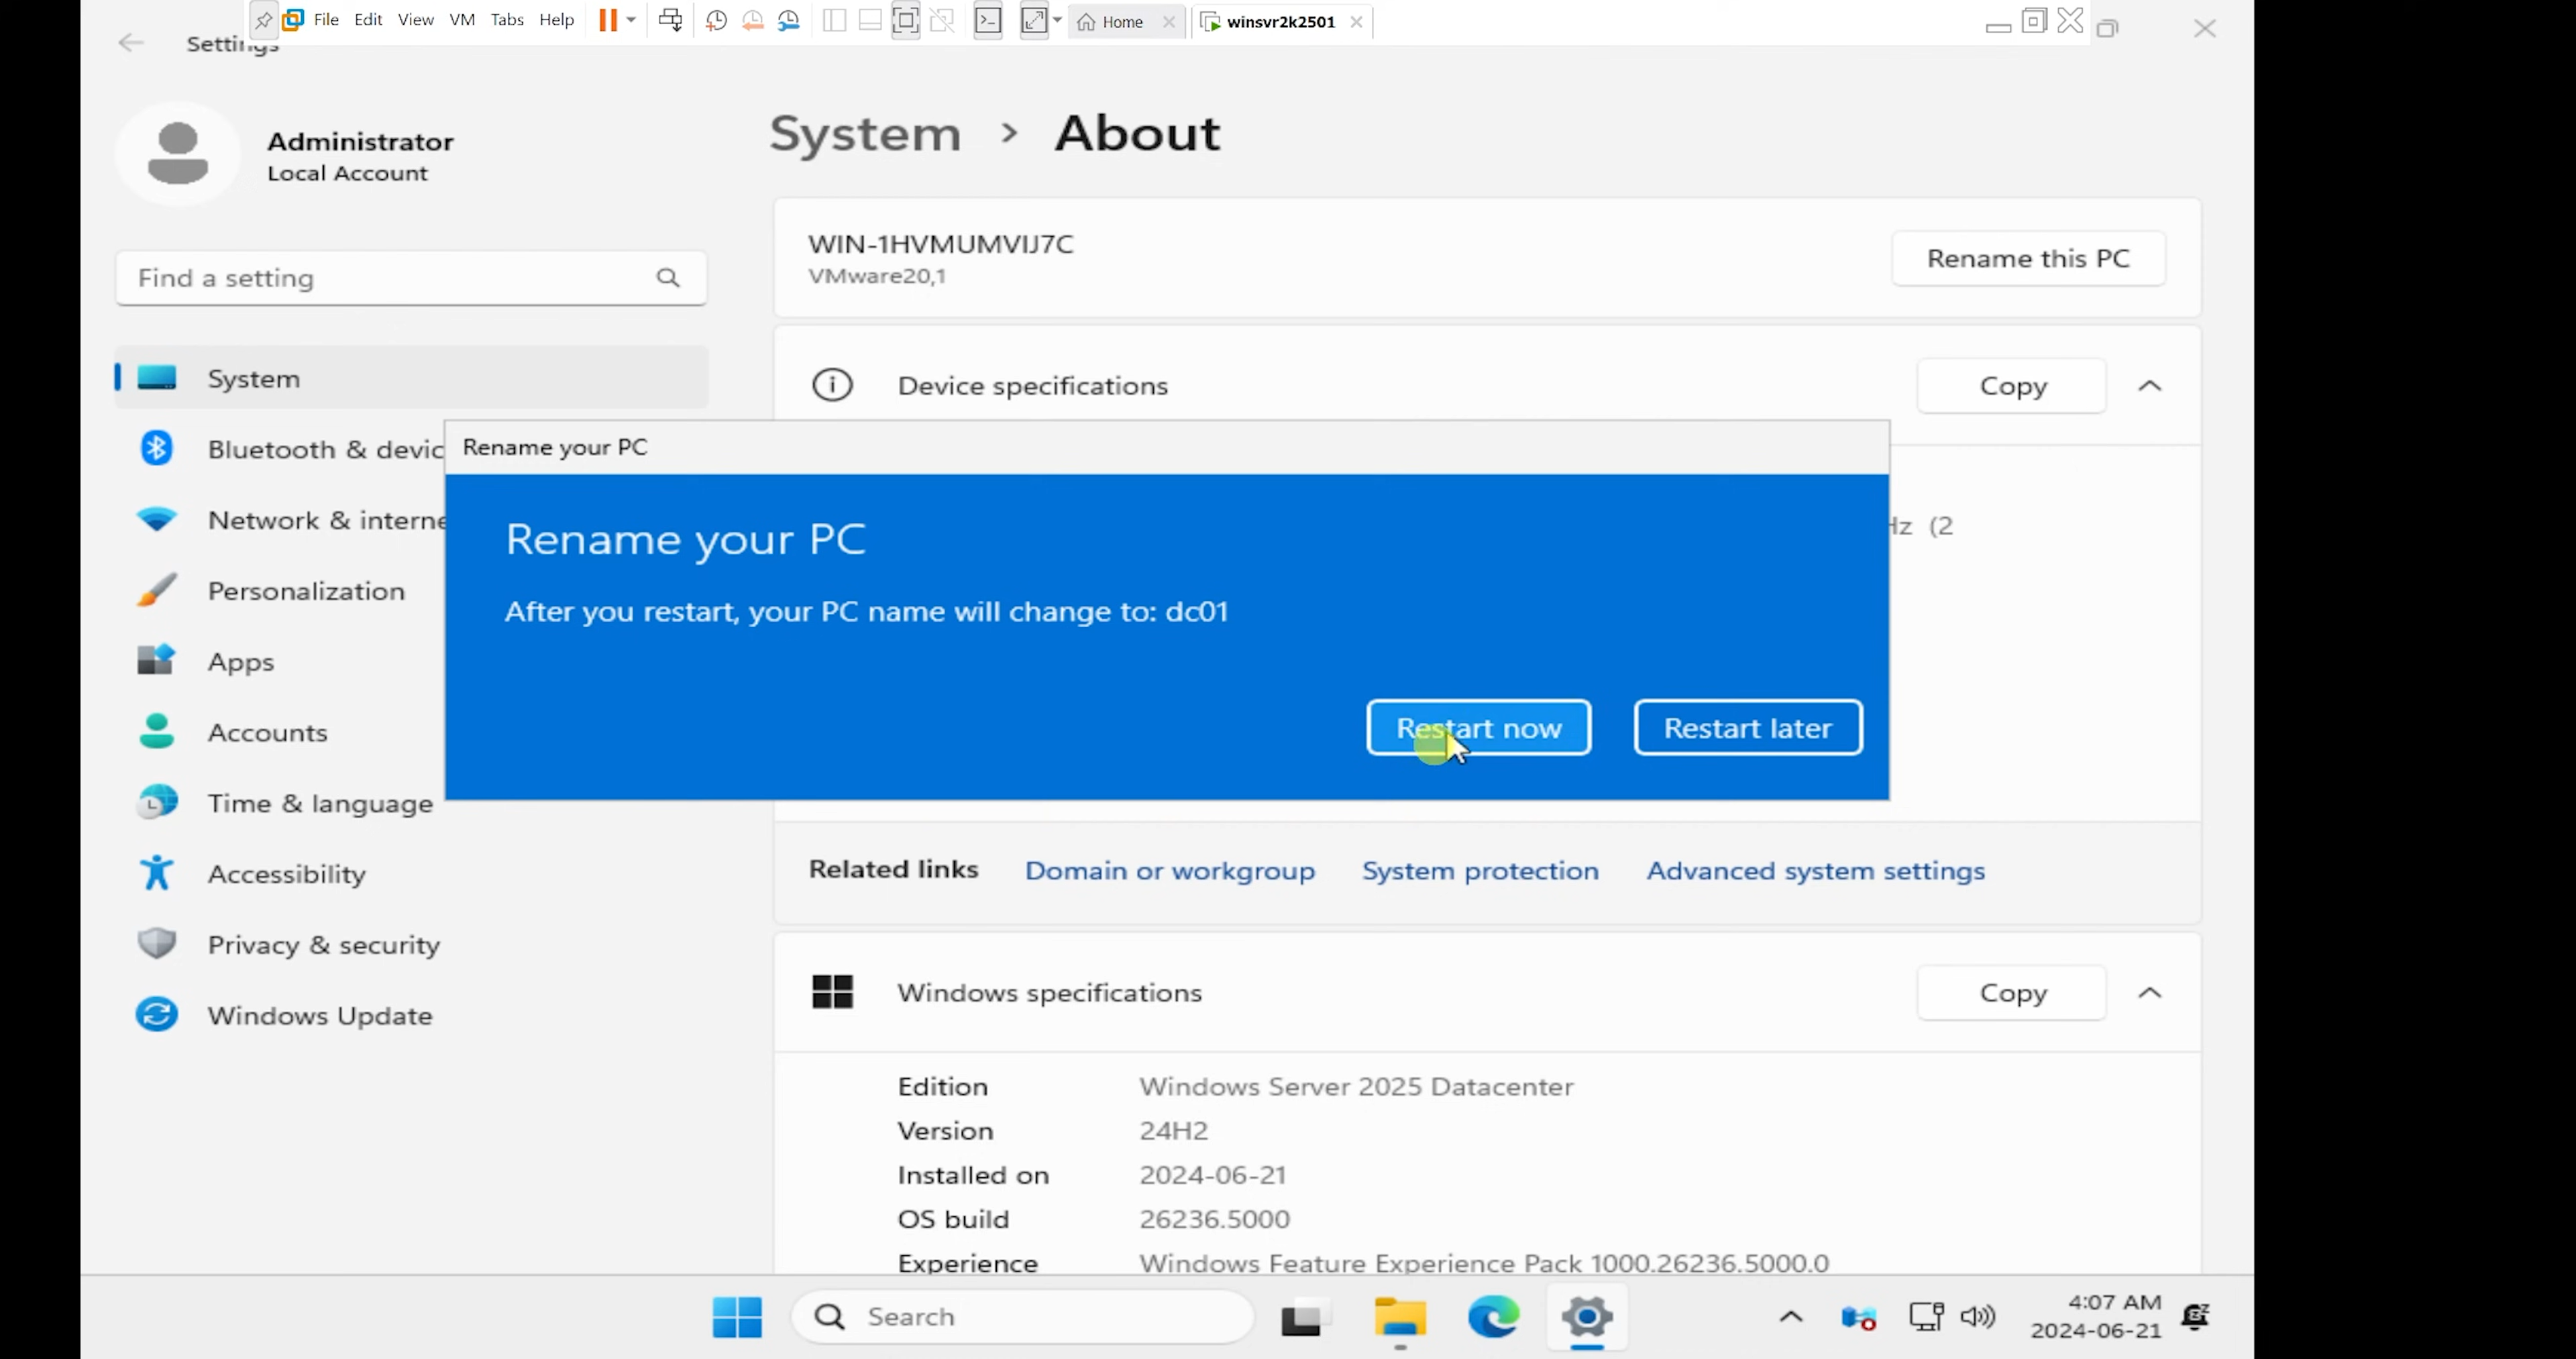 File Edit View VM Tabs Help Home winsvr2k2501
Settings
Administrator
Local Account
Find a setting
System
Bluetooth & devic
Network & interne
Personalization
Apps
Accounts
Time & language
Accessibility
Privacy & security
Windows Update
System > About
WIN-1HVMUMVIJ7C
VMware20,1
Rename this PC
Device specifications
Copy
Hz (2
Rename your PC
Rename your PC
After you restart, your PC name will change to: dc01
Restart now Restart later
Related links Domain or workgroup System protection Advanced system settings
Windows specifications
Copy
Edition Windows Server 2025 Datacenter
Version 24H2
Installed on 2024-06-21
OS build 26236.5000
Experience Windows Feature Experience Pack 1000.26236.5000.0
Search
4:07 AM
2024-06-21